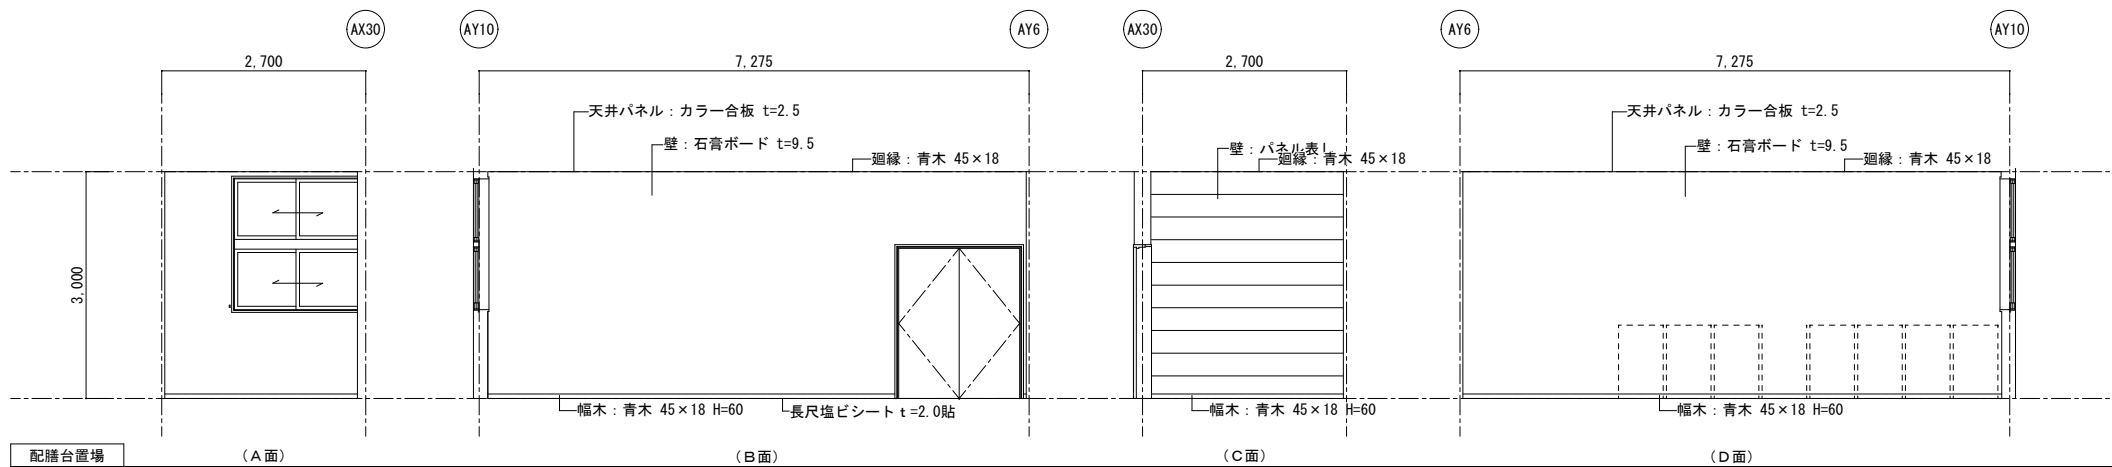 AX30
AY10
AY6
AX30
AY6
AY10
2,700
7,275
2,700
7,275
天井パネル：カラー合板 t=2.5
天井パネル：カラー合板 t=2.5
壁：石膏ボード t=9.5
壁：パネル表し
壁：石膏ボード t=9.5
廻縁：青木 45×18
廻縁：青木 45×18
廻縁：青木 45×18
3,000
幅木：青木 45×18 H=60
長尺塩ビシートｔ=2.0貼
幅木：青木 45×18 H=60
幅木：青木 45×18 H=60
配膳台置場
（Ａ面）
（Ｂ面）
（Ｃ面）
（Ｄ面）